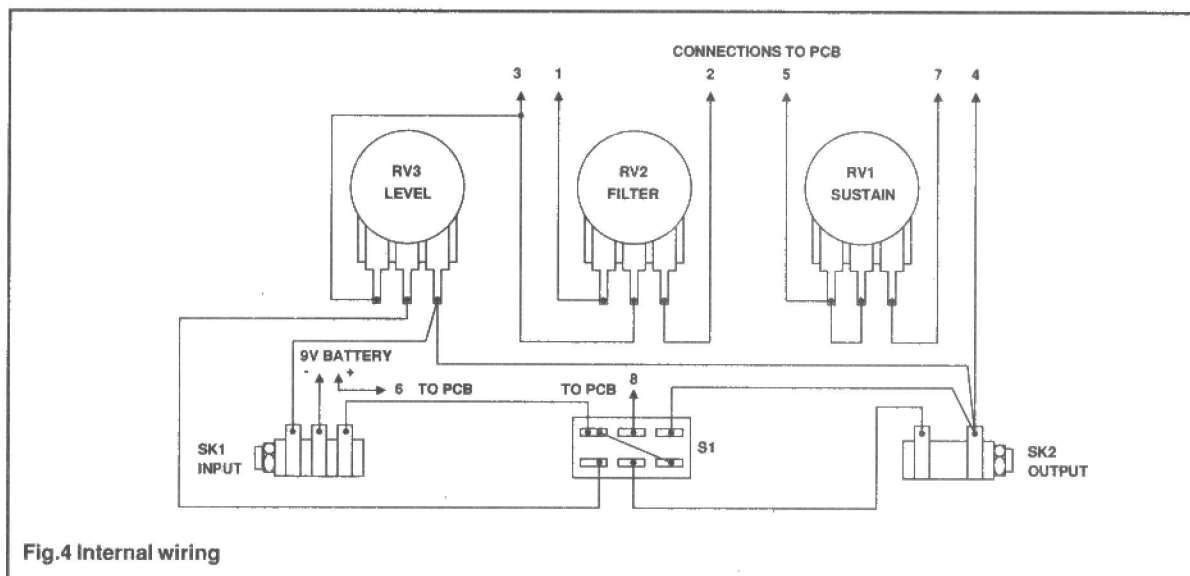 CONNECTIONS TO PCB
3 1 2 5 7 4
RV3
LEVEL
RV2
FILTER
RV1
SUSTAIN
9V BATTERY
- +
6 TO PCB
TO PCB 8
SK1
INPUT
S1
SK2
OUTPUT
Fig.4 Internal wiring